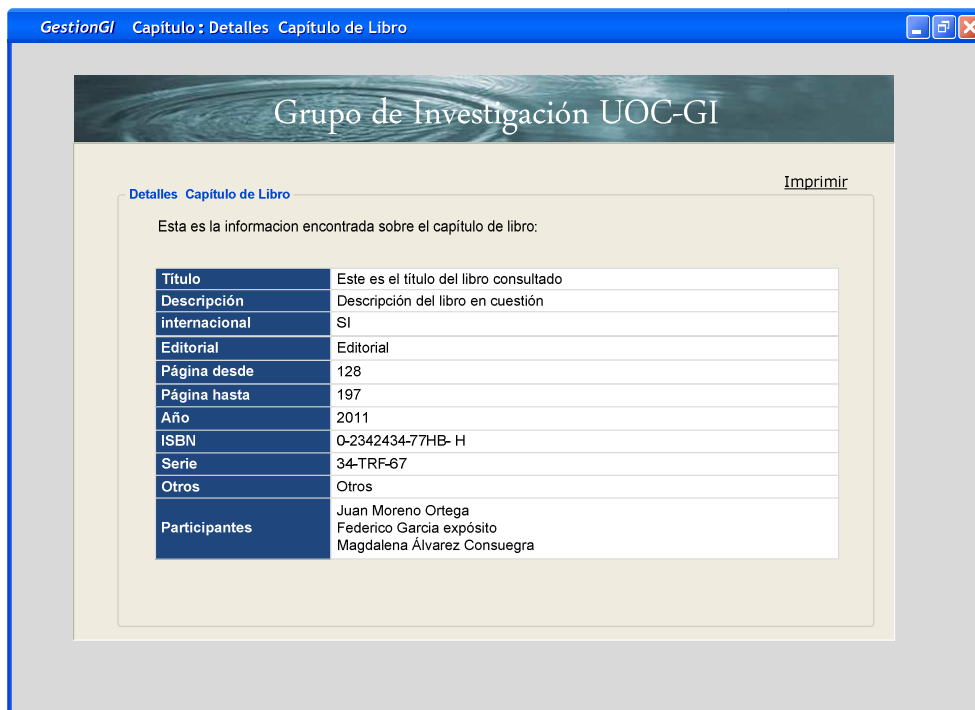 GestionGI Capítulo : Detalles Capítulo de Libro
Grupo de Investigación UOC-GI
Imprimir
Detalles Capítulo de Libro
Esta es la informacion encontrada sobre el capítulo de libro:
Título Este es el título del libro consultado
Descripción Descripción del libro en cuestión
internacional SI
Editorial Editorial
Página desde 128
Página hasta 197
Año 2011
ISBN 0-2342434-77HB- H
Serie 34-TRF-67
Otros Otros
Participantes Juan Moreno Ortega
Federico Garcia expósito
Magdalena Álvarez Consuegra